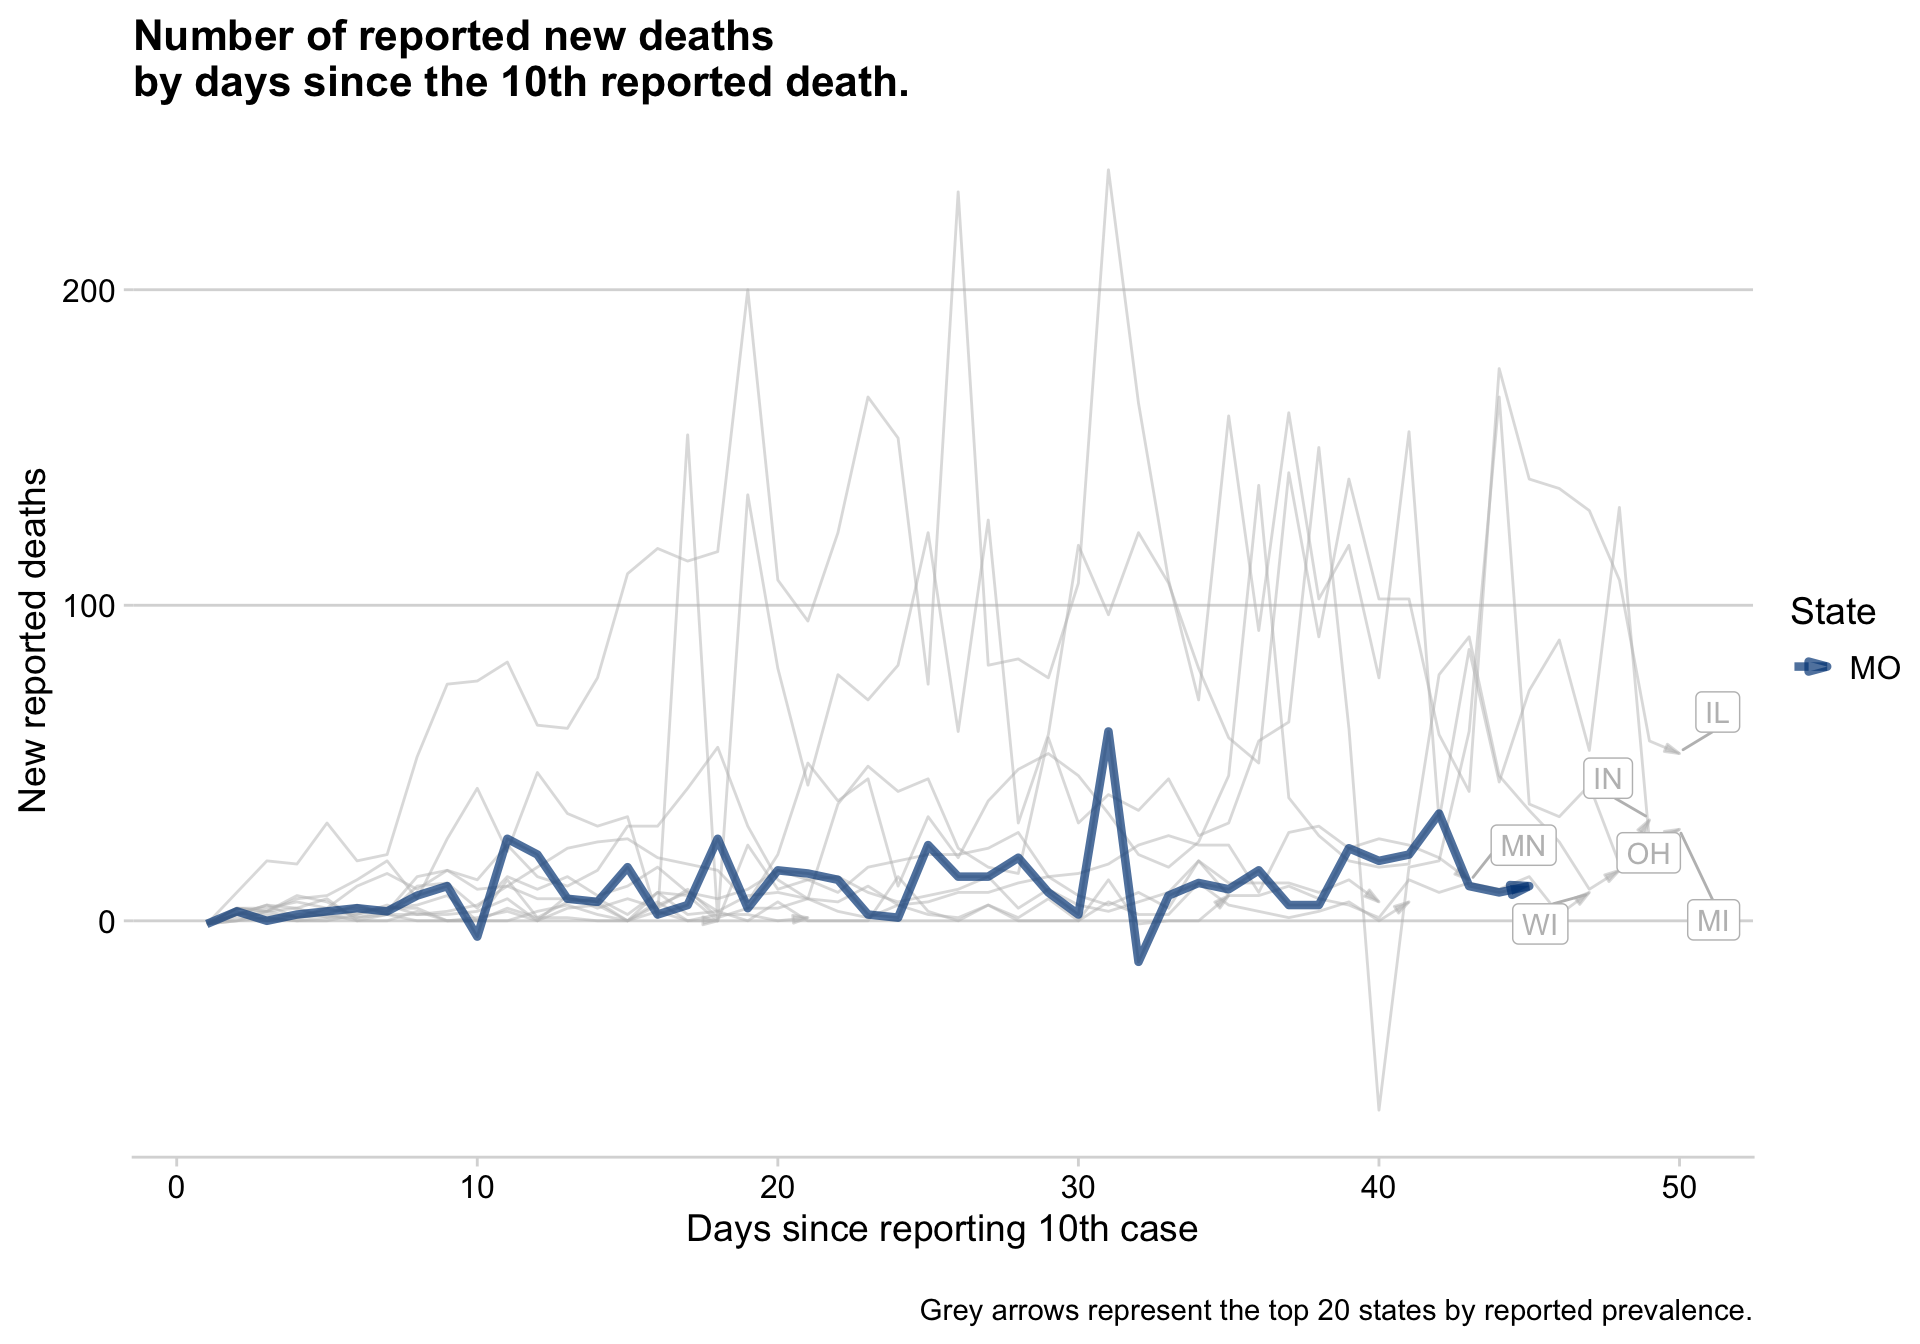 Number of reported new deaths
by days since the 10th reported death.
New reported deaths
200
100
0
0
10
20
30
40
50
Days since reporting 10th case
IL
IN
MN
OH
WI
MI
State
MO
Grey arrows represent the top 20 states by reported prevalence.